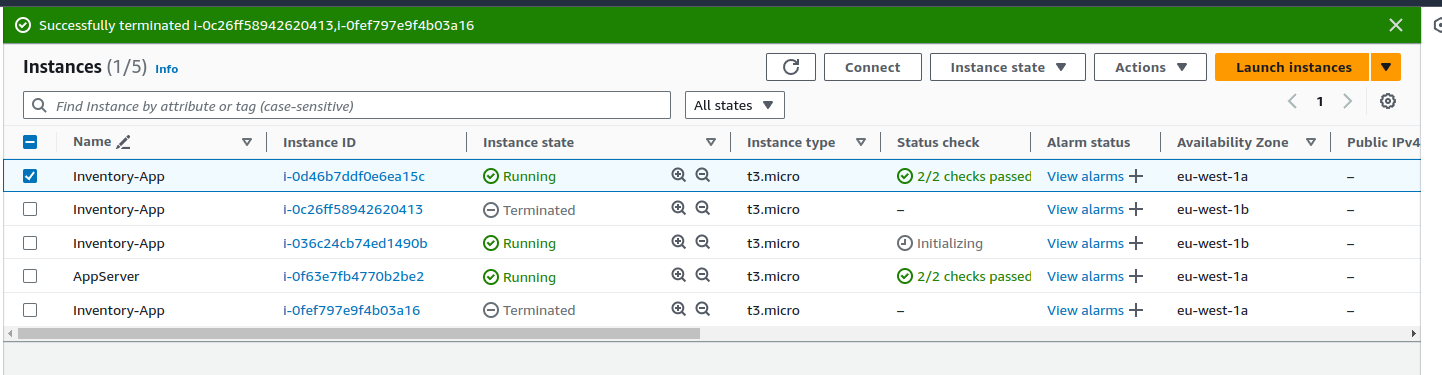 Successfully terminated i-0c26ff58942620413,i-0fef797e9f4b03a16
Instances (1/5) Info Connect Instance state Actions Launch instances
Find Instance by attribute or tag (case-sensitive) All states 1
Name Instance ID Instance state Instance type Status check Alarm status Availability Zone Public IPv4
Inventory-App i-0d46b7ddf0e6ea15c Running t3.micro 2/2 checks passed View alarms + eu-west-1a –
Inventory-App i-0c26ff58942620413 Terminated t3.micro – View alarms + eu-west-1b –
Inventory-App i-036c24cb74ed1490b Running t3.micro Initializing View alarms + eu-west-1b –
AppServer i-0f63e7fb4770b2be2 Running t3.micro 2/2 checks passed View alarms + eu-west-1a –
Inventory-App i-0fef797e9f4b03a16 Terminated t3.micro – View alarms + eu-west-1a –